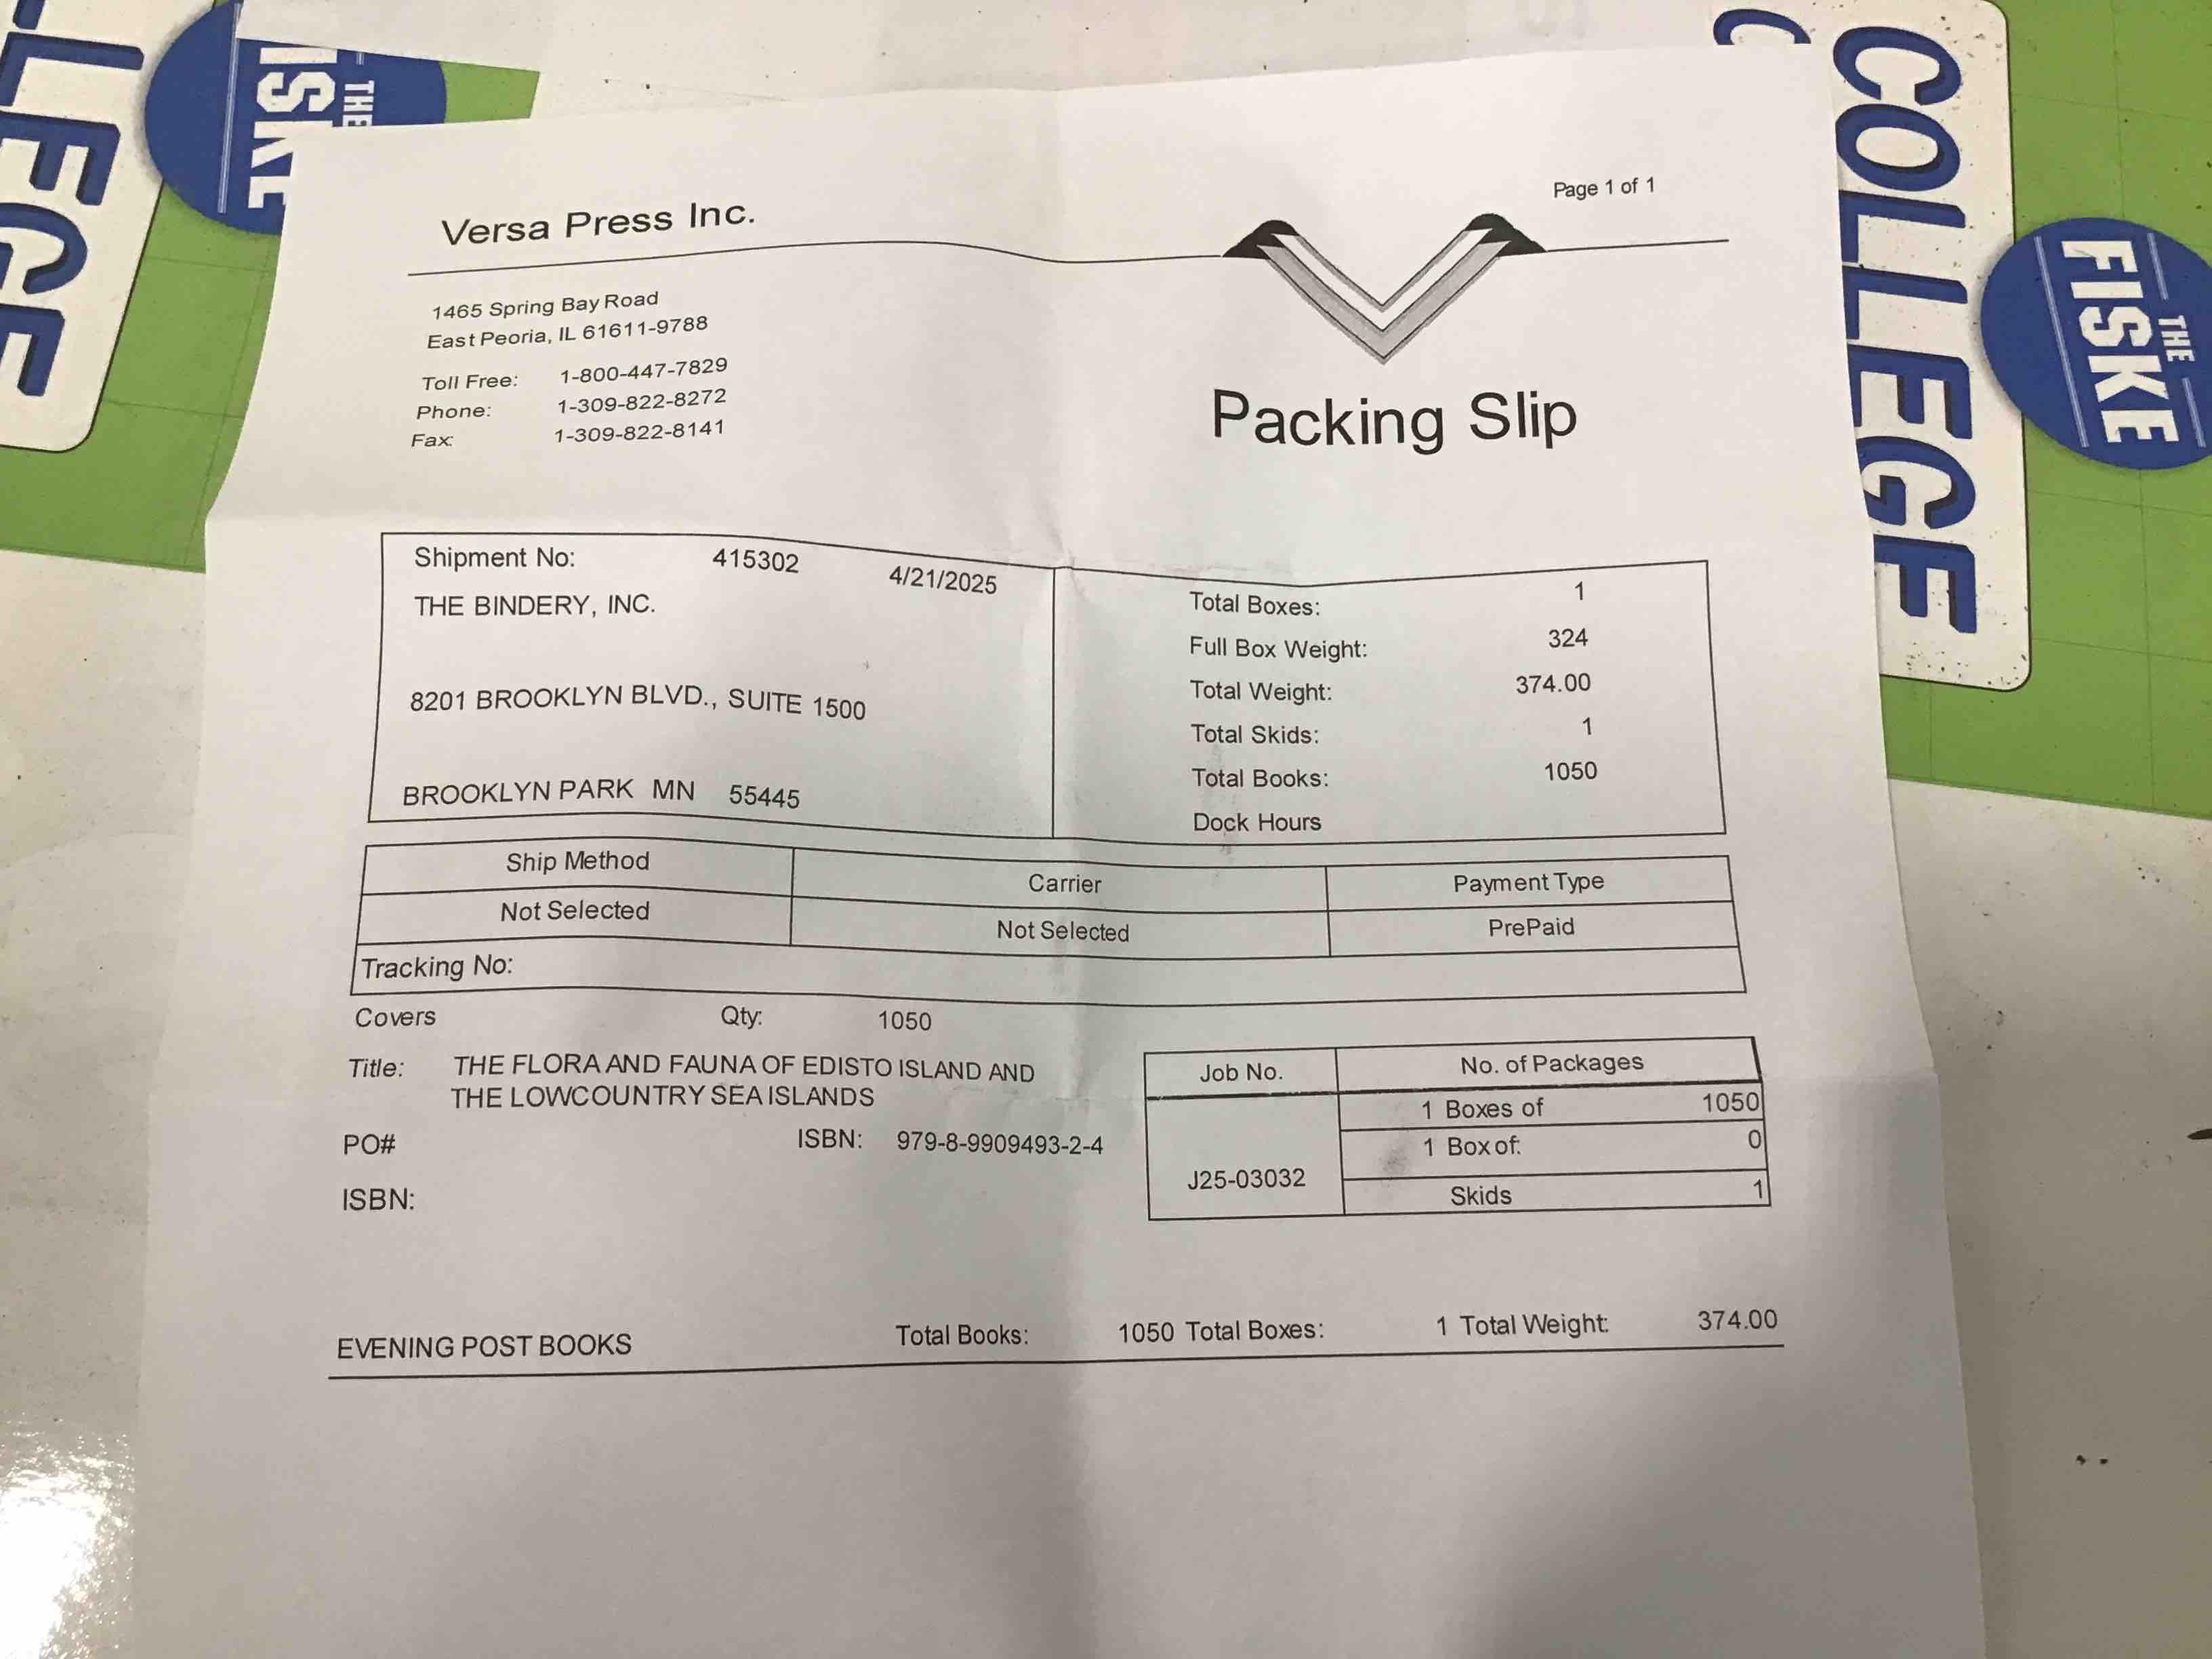 COLLEGE
THE
FISKE
Page 1 of 1
Versa Press Inc.
1465 Spring Bay Road
East Peoria, IL 61611-9788
Toll Free: 1-800-447-7829
Phone: 1-309-822-8272
Fax: 1-309-822-8141
Packing Slip
Shipment No: 415302 4/21/2025
THE BINDERY, INC.
8201 BROOKLYN BLVD., SUITE 1500
BROOKLYN PARK MN 55445
Total Boxes: 1
Full Box Weight: 324
Total Weight: 374.00
Total Skids: 1
Total Books: 1050
Dock Hours
Ship Method Carrier Payment Type
Not Selected Not Selected PrePaid
Tracking No:
Covers Qty: 1050
Title: THE FLORA AND FAUNA OF EDISTO ISLAND AND
THE LOWCOUNTRY SEA ISLANDS
PO# ISBN: 979-8-9909493-2-4
ISBN:
Job No. No. of Packages
1 Boxes of 1050
1 Box of: 0
J25-03032
Skids 1
EVENING POST BOOKS Total Books: 1050 Total Boxes: 1 Total Weight: 374.00